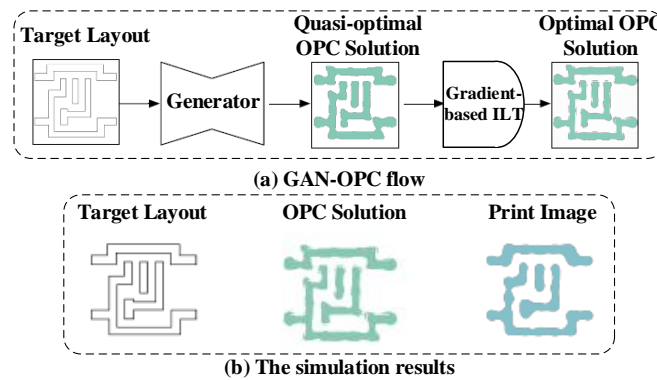 Target Layout
Generator
Quasi-optimal
OPC Solution
Gradient-
based ILT
Optimal OPC
Solution
(a) GAN-OPC flow
Target Layout
OPC Solution
Print Image
(b) The simulation results